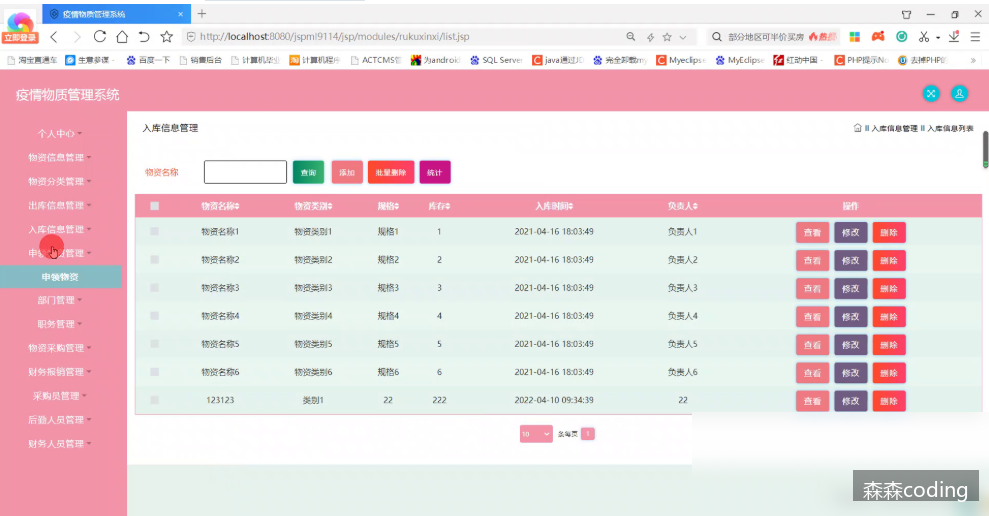 疫情物质管理系统
立即登录
http://localhost:8080/jspml9114/jsp/modules/rukuxinxi/list.jsp
部分地区可半价买房
淘宝直通车 生意参谋 百度一下 销售后台 计算机毕业 计算机程序 ACTCMS 为android SQL Server java通过JD 完全卸载my Myeclips MyEclips 红动中国 PHP提示No 去掉PHP
疫情物质管理系统
个人中心
物资信息管理
物资分类管理
出库信息管理
入库信息管理
申领物资
部门管理
职务管理
物资采购管理
财务报销管理
采购员管理
后勤人员管理
财务人员管理
入库信息管理 入库信息管理 入库信息列表
物资名称 查询 添加 批量删除 统计
物资名称 物资类别 规格 库存 入库时间 负责人 操作
物资名称1 物资类别1 规格1 1 2021-04-16 18:03:49 负责人1 查看 修改 删除
物资名称2 物资类别2 规格2 2 2021-04-16 18:03:49 负责人2 查看 修改 删除
物资名称3 物资类别3 规格3 3 2021-04-16 18:03:49 负责人3 查看 修改 删除
物资名称4 物资类别4 规格4 4 2021-04-16 18:03:49 负责人4 查看 修改 删除
物资名称5 物资类别5 规格5 5 2021-04-16 18:03:49 负责人5 查看 修改 删除
物资名称6 物资类别6 规格6 6 2021-04-16 18:03:49 负责人6 查看 修改 删除
123123 类别1 22 222 2022-04-10 09:34:39 22 查看 修改 删除
10 条每页 1
森森coding